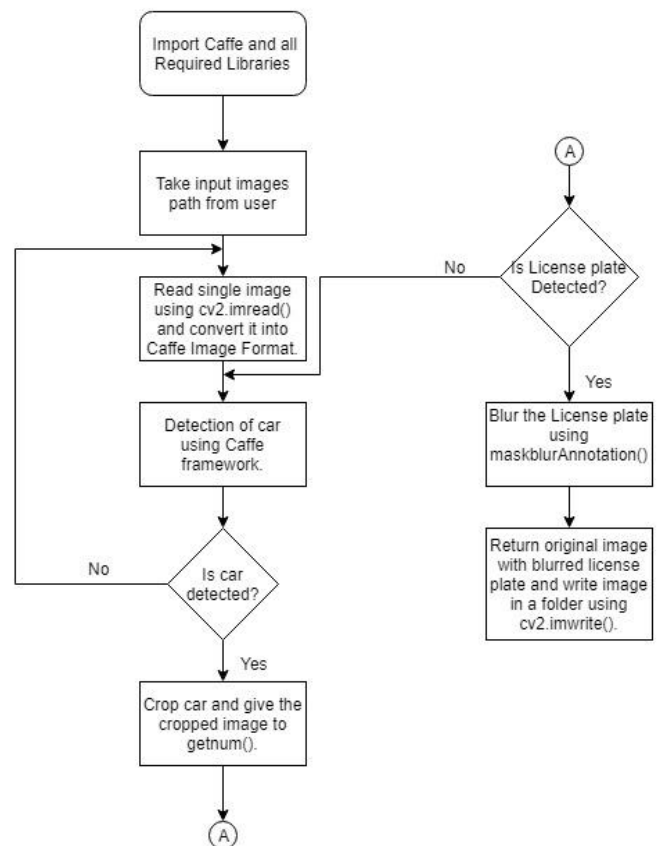 Import Caffe and all
Required Libraries
Take input images
path from user
Read single image
using cv2.imread()
and convert it into
Caffe Image Format.
Detection of car
using Caffe
framework.
No
Is car
detected?
Yes
Crop car and give the
cropped image to
getnum().
A
A
No
Is License plate
Detected?
Yes
Blur the License plate
using
maskblurAnnotation()
Return original image
with blurred license
plate and write image
in a folder using
cv2.imwrite().